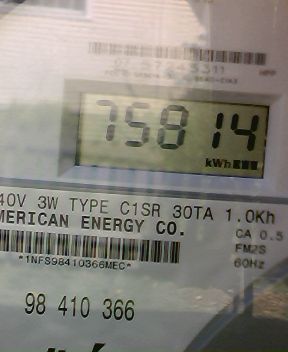 75814
kWh
40V 3W TYPE C1SR 30TA 1.0Kh
MERICAN ENERGY CO.
CA 0.5
FM2S
60Hz
*1NFS98410366MEC*
98 410 366